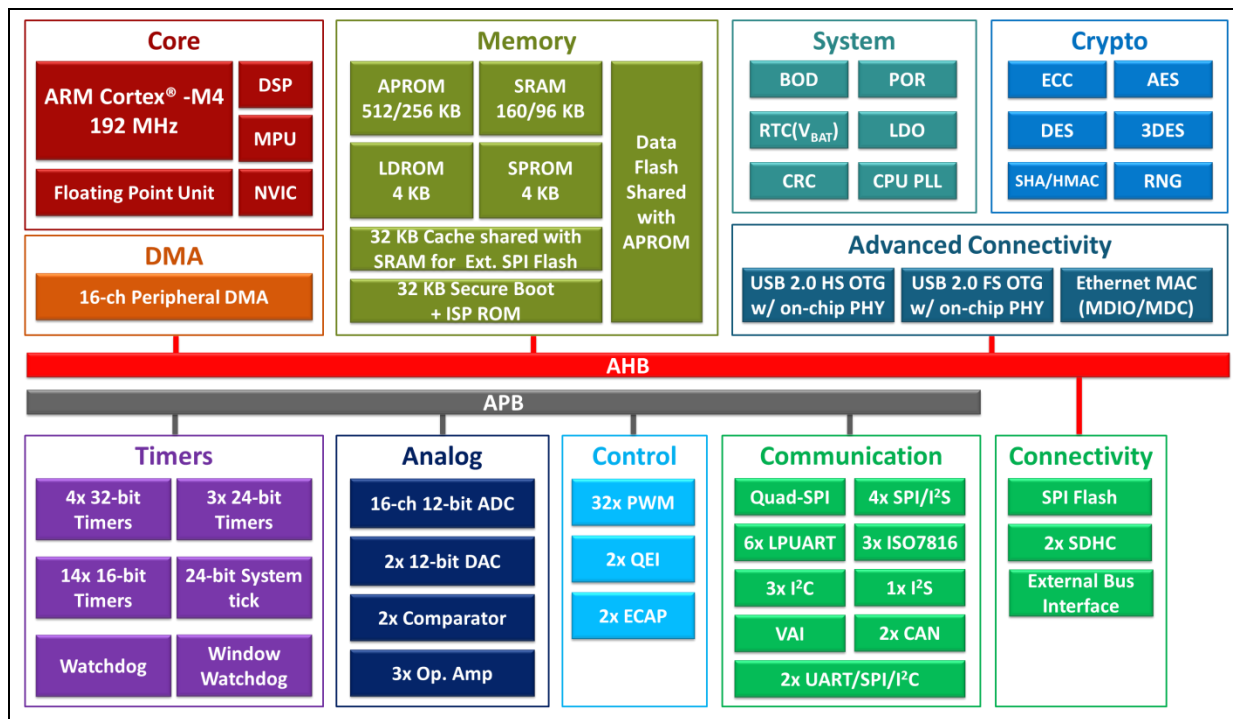 Core
ARM Cortex® -M4
192 MHz
DSP
MPU
Floating Point Unit
NVIC
DMA
16-ch Peripheral DMA
Memory
APROM
512/256 KB
SRAM
160/96 KB
LDROM
4 KB
SPROM
4 KB
32 KB Cache shared with
SRAM for Ext. SPI Flash
32 KB Secure Boot
+ ISP ROM
Data
Flash
Shared
with
APROM
System
BOD
POR
RTC(VBAT)
LDO
CRC
CPU PLL
Crypto
ECC
AES
DES
3DES
SHA/HMAC
RNG
Advanced Connectivity
USB 2.0 HS OTG
w/ on-chip PHY
USB 2.0 FS OTG
w/ on-chip PHY
Ethernet MAC
(MDIO/MDC)
AHB
APB
Timers
4x 32-bit
Timers
3x 24-bit
Timers
14x 16-bit
Timers
24-bit System
tick
Watchdog
Window
Watchdog
Analog
16-ch 12-bit ADC
2x 12-bit DAC
2x Comparator
3x Op. Amp
Control
32x PWM
2x QEI
2x ECAP
Communication
Quad-SPI
4x SPI/I²S
6x LPUART
3x ISO7816
3x I²C
1x I²S
VAI
2x CAN
2x UART/SPI/I²C
Connectivity
SPI Flash
2x SDHC
External Bus
Interface